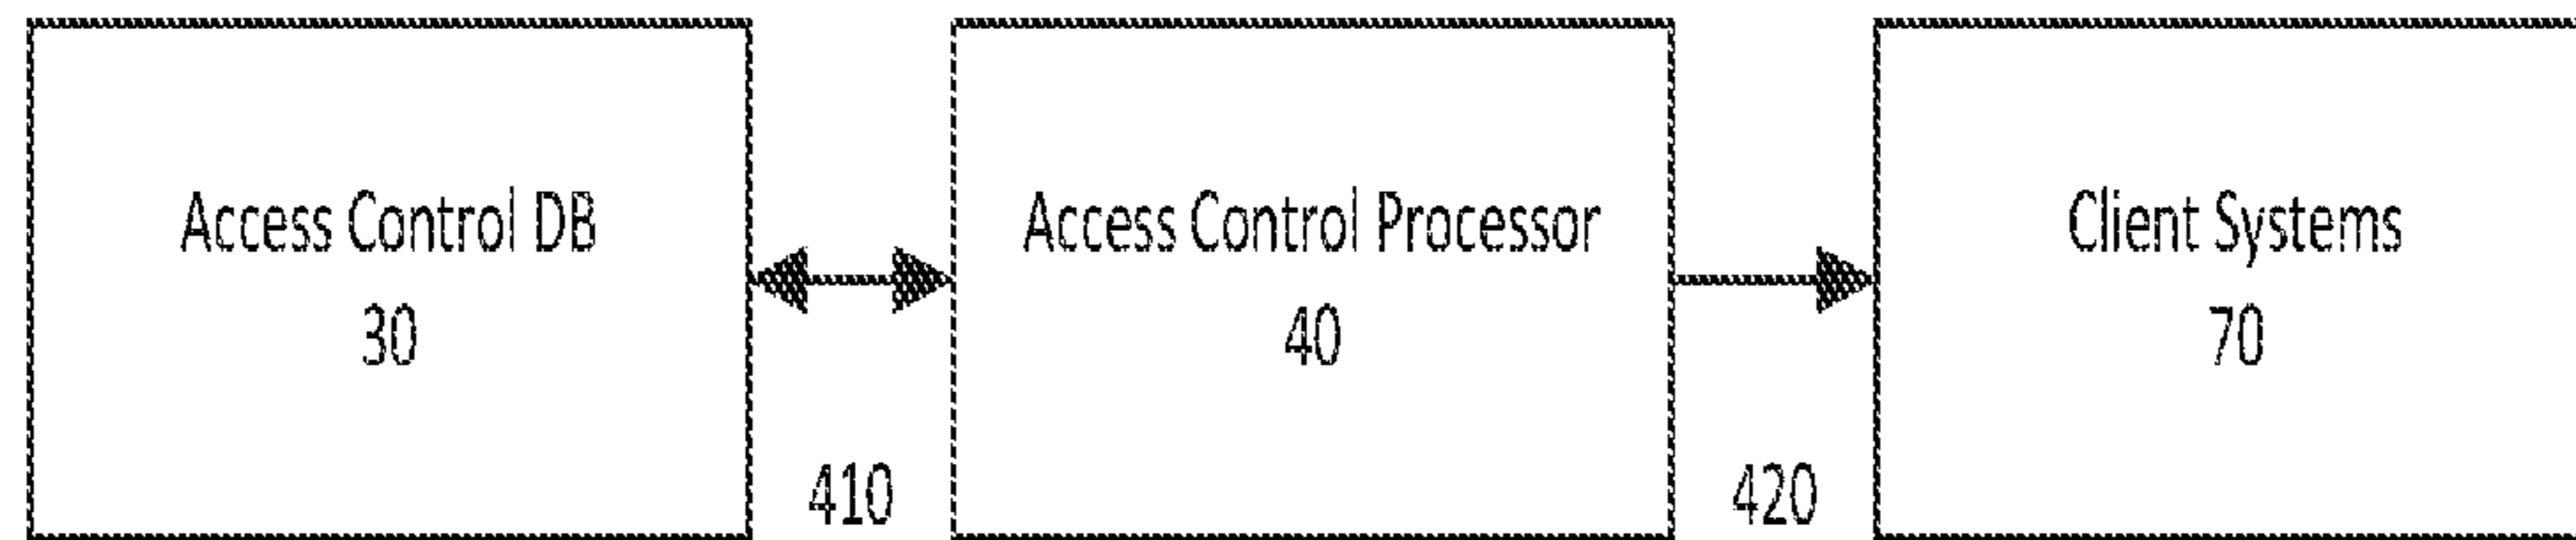 Access Control DB
30
410
Access Control Processor
40
420
Client Systems
70